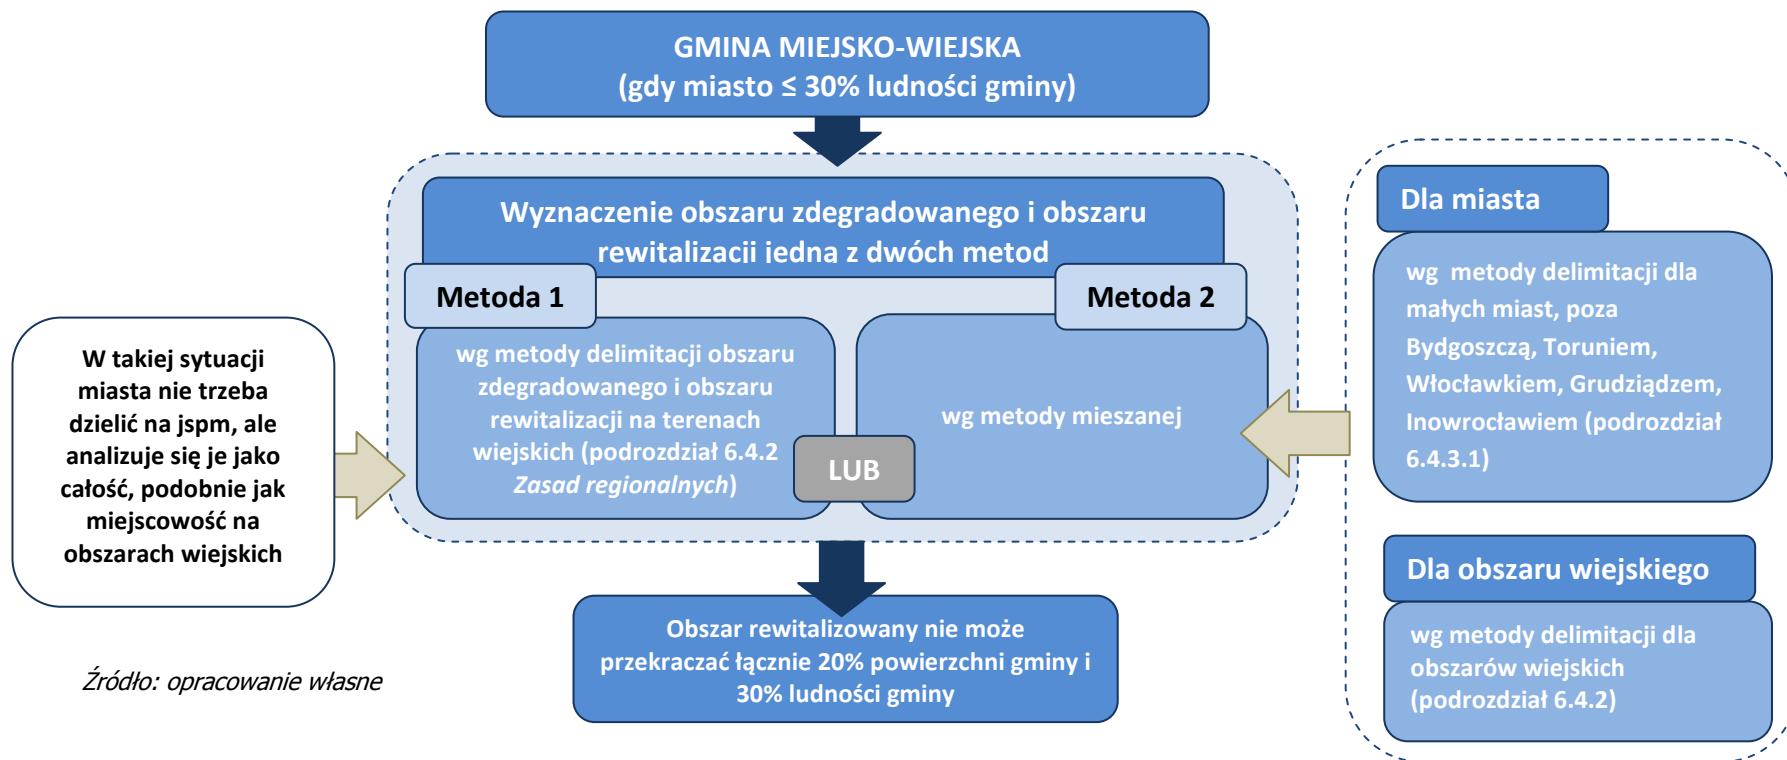 GMINA MIEJSKO-WIEJSKA
(gdy miasto ≤ 30% ludności gminy)
Wyznaczenie obszaru zdegradowanego i obszaru
rewitalizacji jedną z dwóch metod
Metoda 1
wg metody delimitacji obszaru
zdegradowanego i obszaru
rewitalizacji na terenach
wiejskich (podrozdział 6.4.2
Zasad regionalnych)
LUB
Metoda 2
wg metody mieszanej
W takiej sytuacji
miasta nie trzeba
dzielić na jspm, ale
analizuje się je jako
całość, podobnie jak
miejscowość na
obszarach wiejskich
Dla miasta
wg metody delimitacji dla
małych miast, poza
Bydgoszczą, Toruniem,
Włocławkiem, Grudziądzem,
Inowrocławiem (podrozdział
6.4.3.1)
Dla obszaru wiejskiego
wg metody delimitacji dla
obszarów wiejskich
(podrozdział 6.4.2)
Obszar rewitalizowany nie może
przekraczać łącznie 20% powierzchni gminy i
30% ludności gminy
Źródło: opracowanie własne